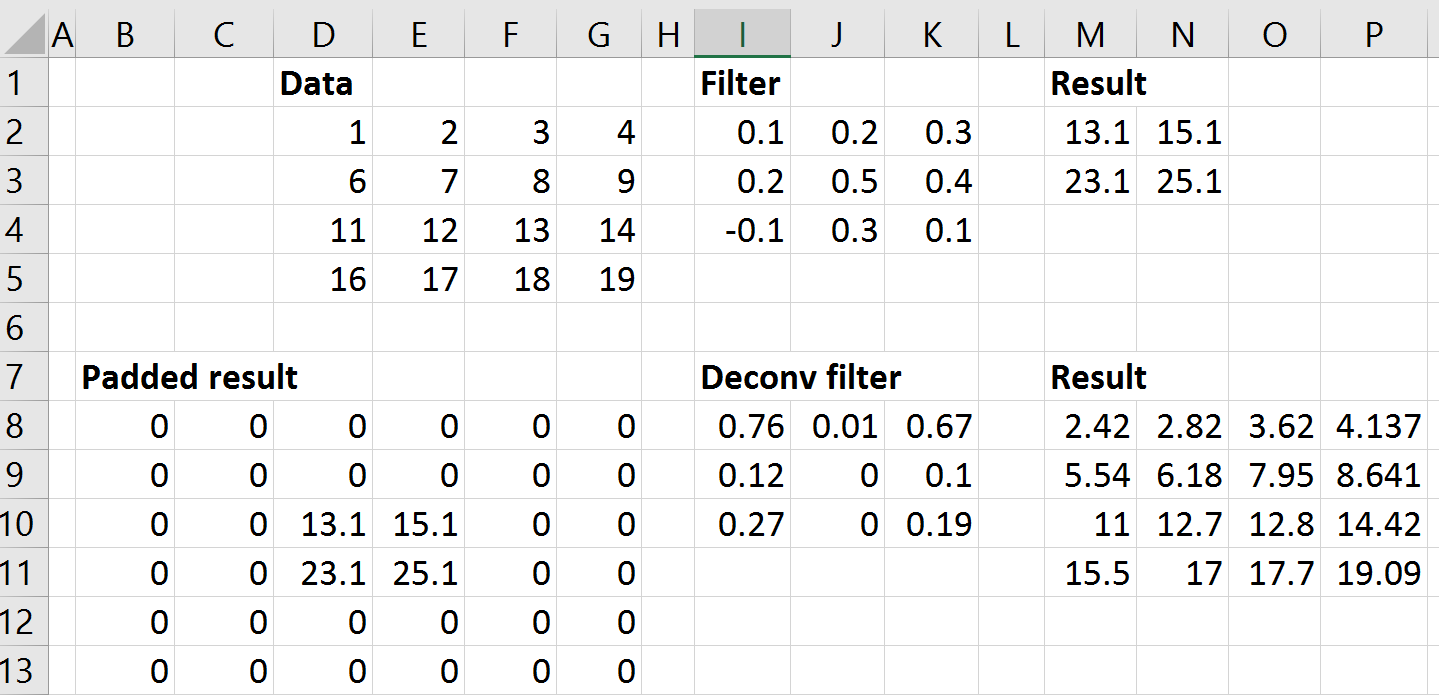 A B C D E F G H I J K L M N O P
1 Data Filter Result
2 1 2 3 4 0.1 0.2 0.3 13.1 15.1
3 6 7 8 9 0.2 0.5 0.4 23.1 25.1
4 11 12 13 14 -0.1 0.3 0.1
5 16 17 18 19
6
7 Padded result Deconv filter Result
8 0 0 0 0 0 0 0.76 0.01 0.67 2.42 2.82 3.62 4.137
9 0 0 0 0 0 0 0.12 0 0.1 5.54 6.18 7.95 8.641
10 0 0 13.1 15.1 0 0 0.27 0 0.19 11 12.7 12.8 14.42
11 0 0 23.1 25.1 0 0 15.5 17 17.7 19.09
12 0 0 0 0 0 0
13 0 0 0 0 0 0